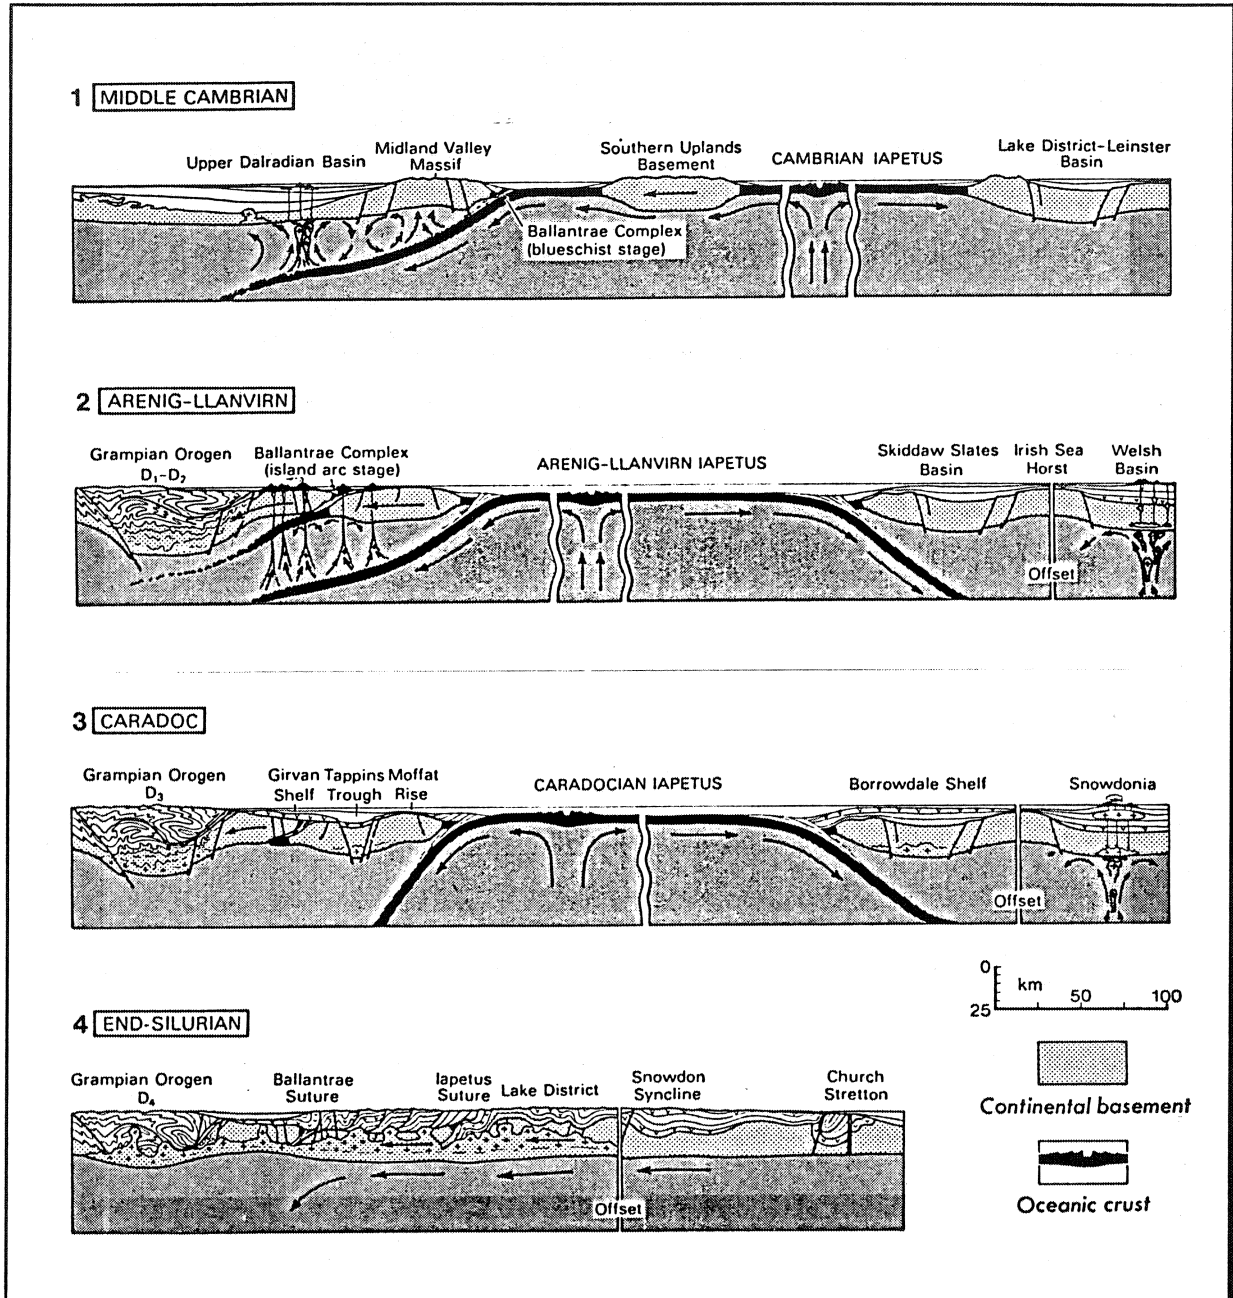 1 MIDDLE CAMBRIAN
Upper Dalradian Basin
Midland Valley
Massif
Southern Uplands
Basement
CAMBRIAN IAPETUS
Lake District-Leinster
Basin
Ballantrae Complex
(blueschist stage)
2 ARENIG-LLANVIRN
Grampian Orogen
D1-D2
Ballantrae Complex
(island arc stage)
ARENIG-LLANVIRN IAPETUS
Skiddaw Slates
Basin
Irish Sea
Horst
Welsh
Basin
Offset
3 CARADOC
Grampian Orogen
D3
Girvan
Shelf
Tappins
Trough
Moffat
Rise
CARADOCIAN IAPETUS
Borrowdale Shelf
Snowdonia
Offset
0
km 50 100
25
4 END-SILURIAN
Grampian Orogen
D4
Ballantrae
Suture
Iapetus
Suture
Lake District
Snowdon
Syncline
Church
Stretton
Offset
Continental basement
Oceanic crust